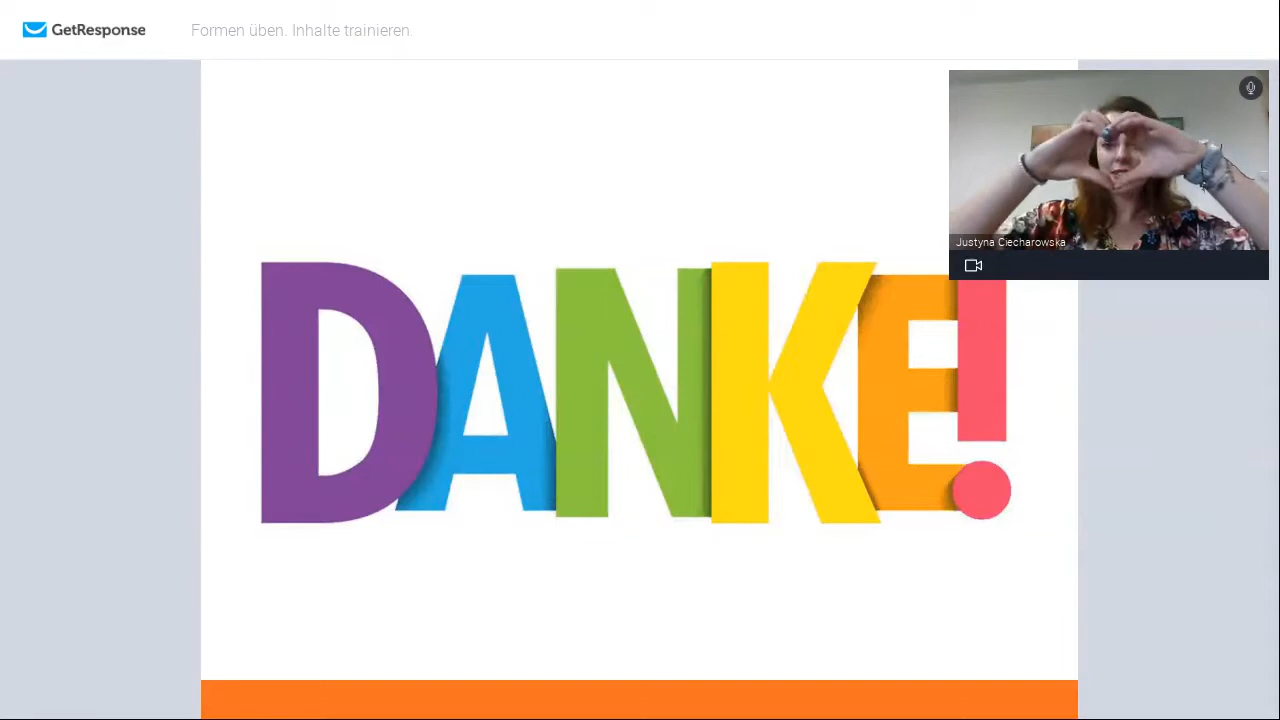 GetResponse
Formen üben. Inhalte trainieren.
Justyna Ciecharowska
DANKE!